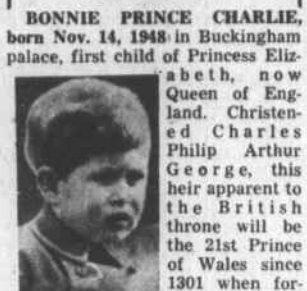 BONNIE PRINCE CHARLIE,
born Nov. 14, 1948 in Buckingham
palace, first child of Princess Eliz-
abeth, now
Queen of Eng-
land. Christen-
ed Charles
Philip Arthur
George, this
heir apparent to
the British
throne will be
the 21st Prince
of Wales since
1301 when for-